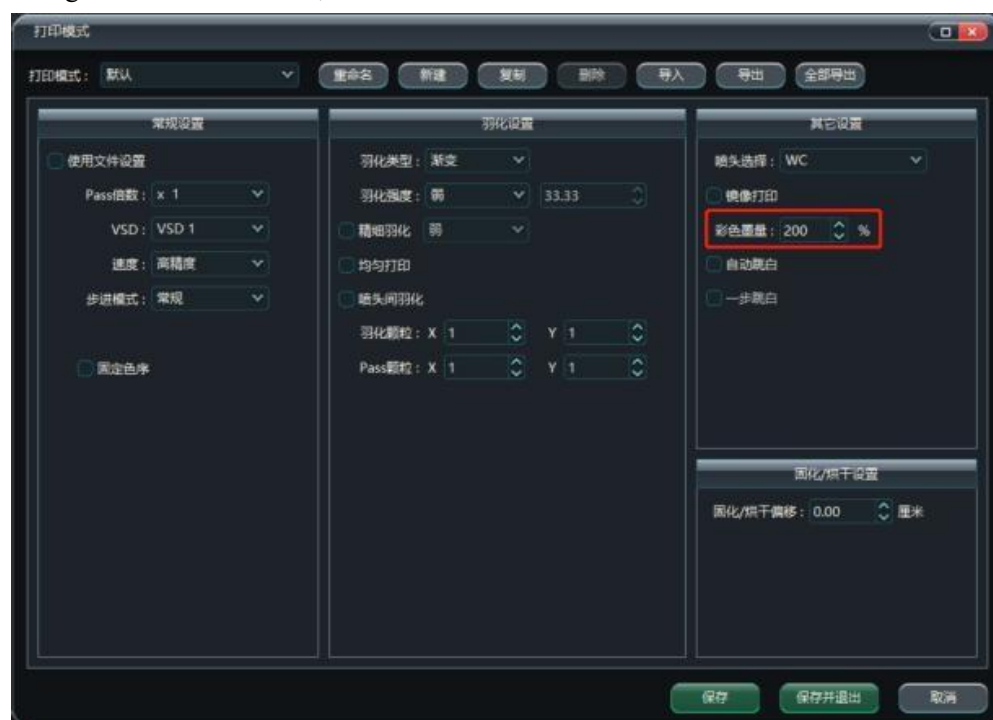 打印模式
打印模式： 默认 重命名 新建 复制 删除 导入 导出 全部导出
常规设置
使用文件设置
Pass倍数： x 1
VSD： VSD 1
速度： 高精度
步进模式： 常规
固定色序
羽化设置
羽化类型： 渐变
羽化强度： 弱 33.33
精细羽化 弱
均匀打印
喷头间羽化
羽化颗粒： X 1 Y 1
Pass颗粒： X 1 Y 1
其它设置
喷头选择： WC
镜像打印
彩色墨量： 200 %
自动跳白
一步跳白
固化/烘干设置
固化/烘干偏移： 0.00 厘米
保存 保存并退出 取消